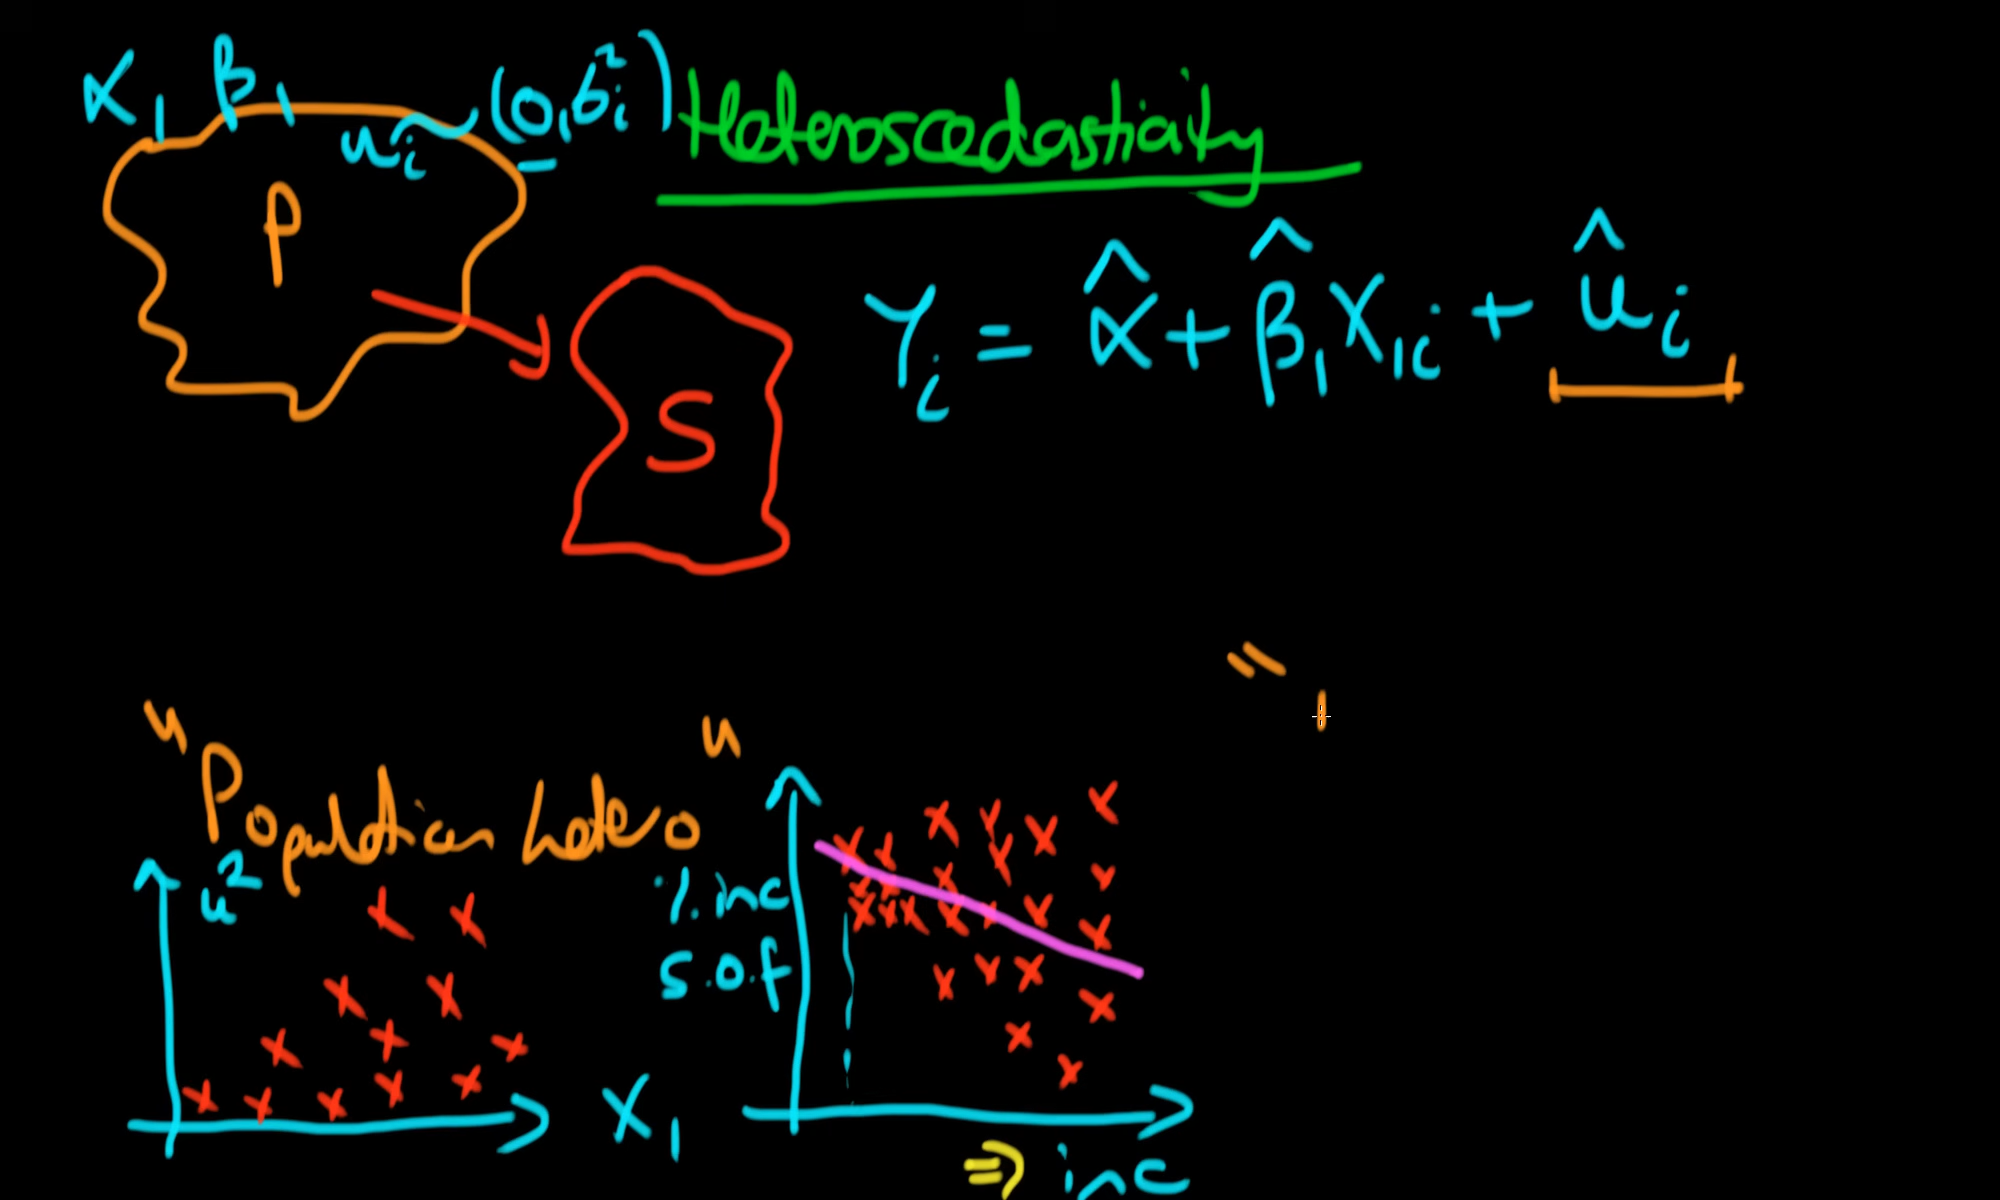 α, β, u_i ~ (0, σ_i²) Heteroscedasticity
P
Y_i = α̂ + β̂_1 X_1i + û_i
S
"Population hetero"
u²
% inc
s.o.f
X_1
⇒ inc